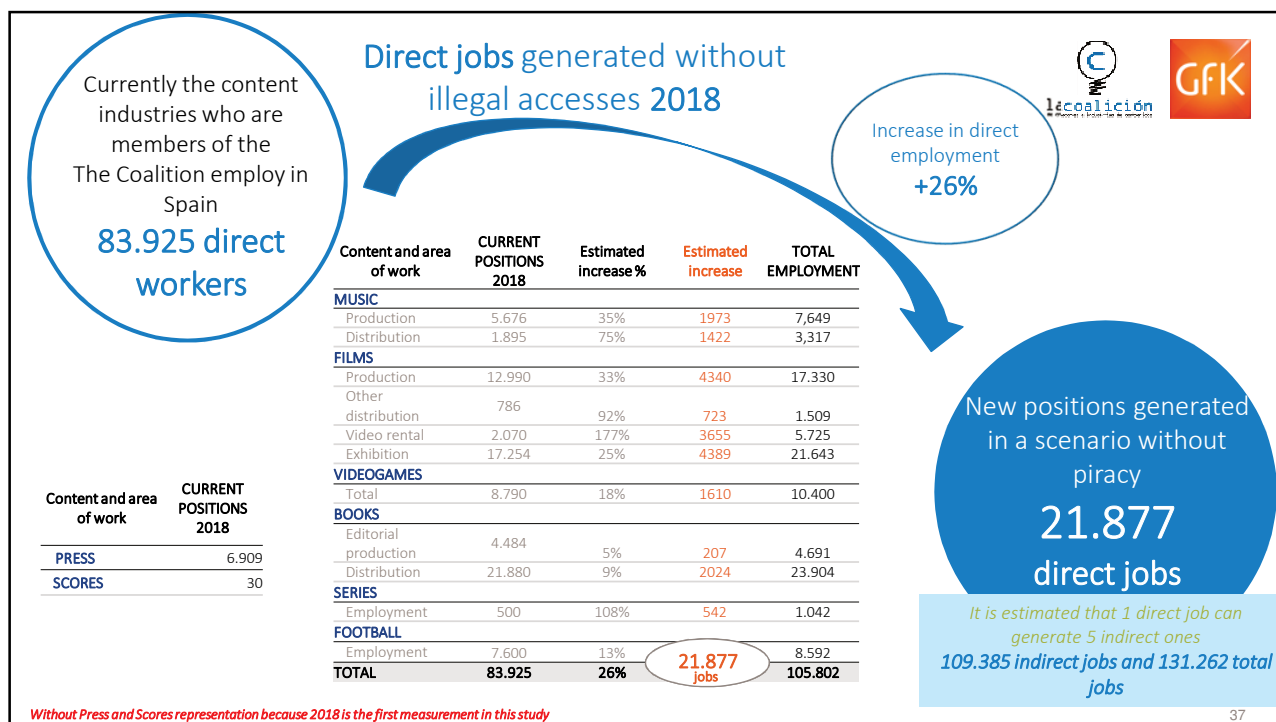 Direct jobs generated without
illegal accesses 2018
Currently the content
industries who are
members of the
The Coalition employ in
Spain
83.925 direct
workers
Increase in direct
employment
+26%
la coalición
GfK
Content and area of work CURRENT POSITIONS 2018 Estimated increase % Estimated increase TOTAL EMPLOYMENT
MUSIC
Production 5.676 35% 1973 7,649
Distribution 1.895 75% 1422 3,317
FILMS
Production 12.990 33% 4340 17.330
Other distribution 786 92% 723 1.509
Video rental 2.070 177% 3655 5.725
Exhibition 17.254 25% 4389 21.643
VIDEOGAMES
Total 8.790 18% 1610 10.400
BOOKS
Editorial production 4.484 5% 207 4.691
Distribution 21.880 9% 2024 23.904
SERIES
Employment 500 108% 542 1.042
FOOTBALL
Employment 7.600 13% 8.592
TOTAL 83.925 26% 21.877 jobs 105.802
Content and area of work CURRENT POSITIONS 2018
PRESS 6.909
SCORES 30
New positions generated
in a scenario without
piracy
21.877
direct jobs
It is estimated that 1 direct job can
generate 5 indirect ones
109.385 indirect jobs and 131.262 total
jobs
Without Press and Scores representation because 2018 is the first measurement in this study
37